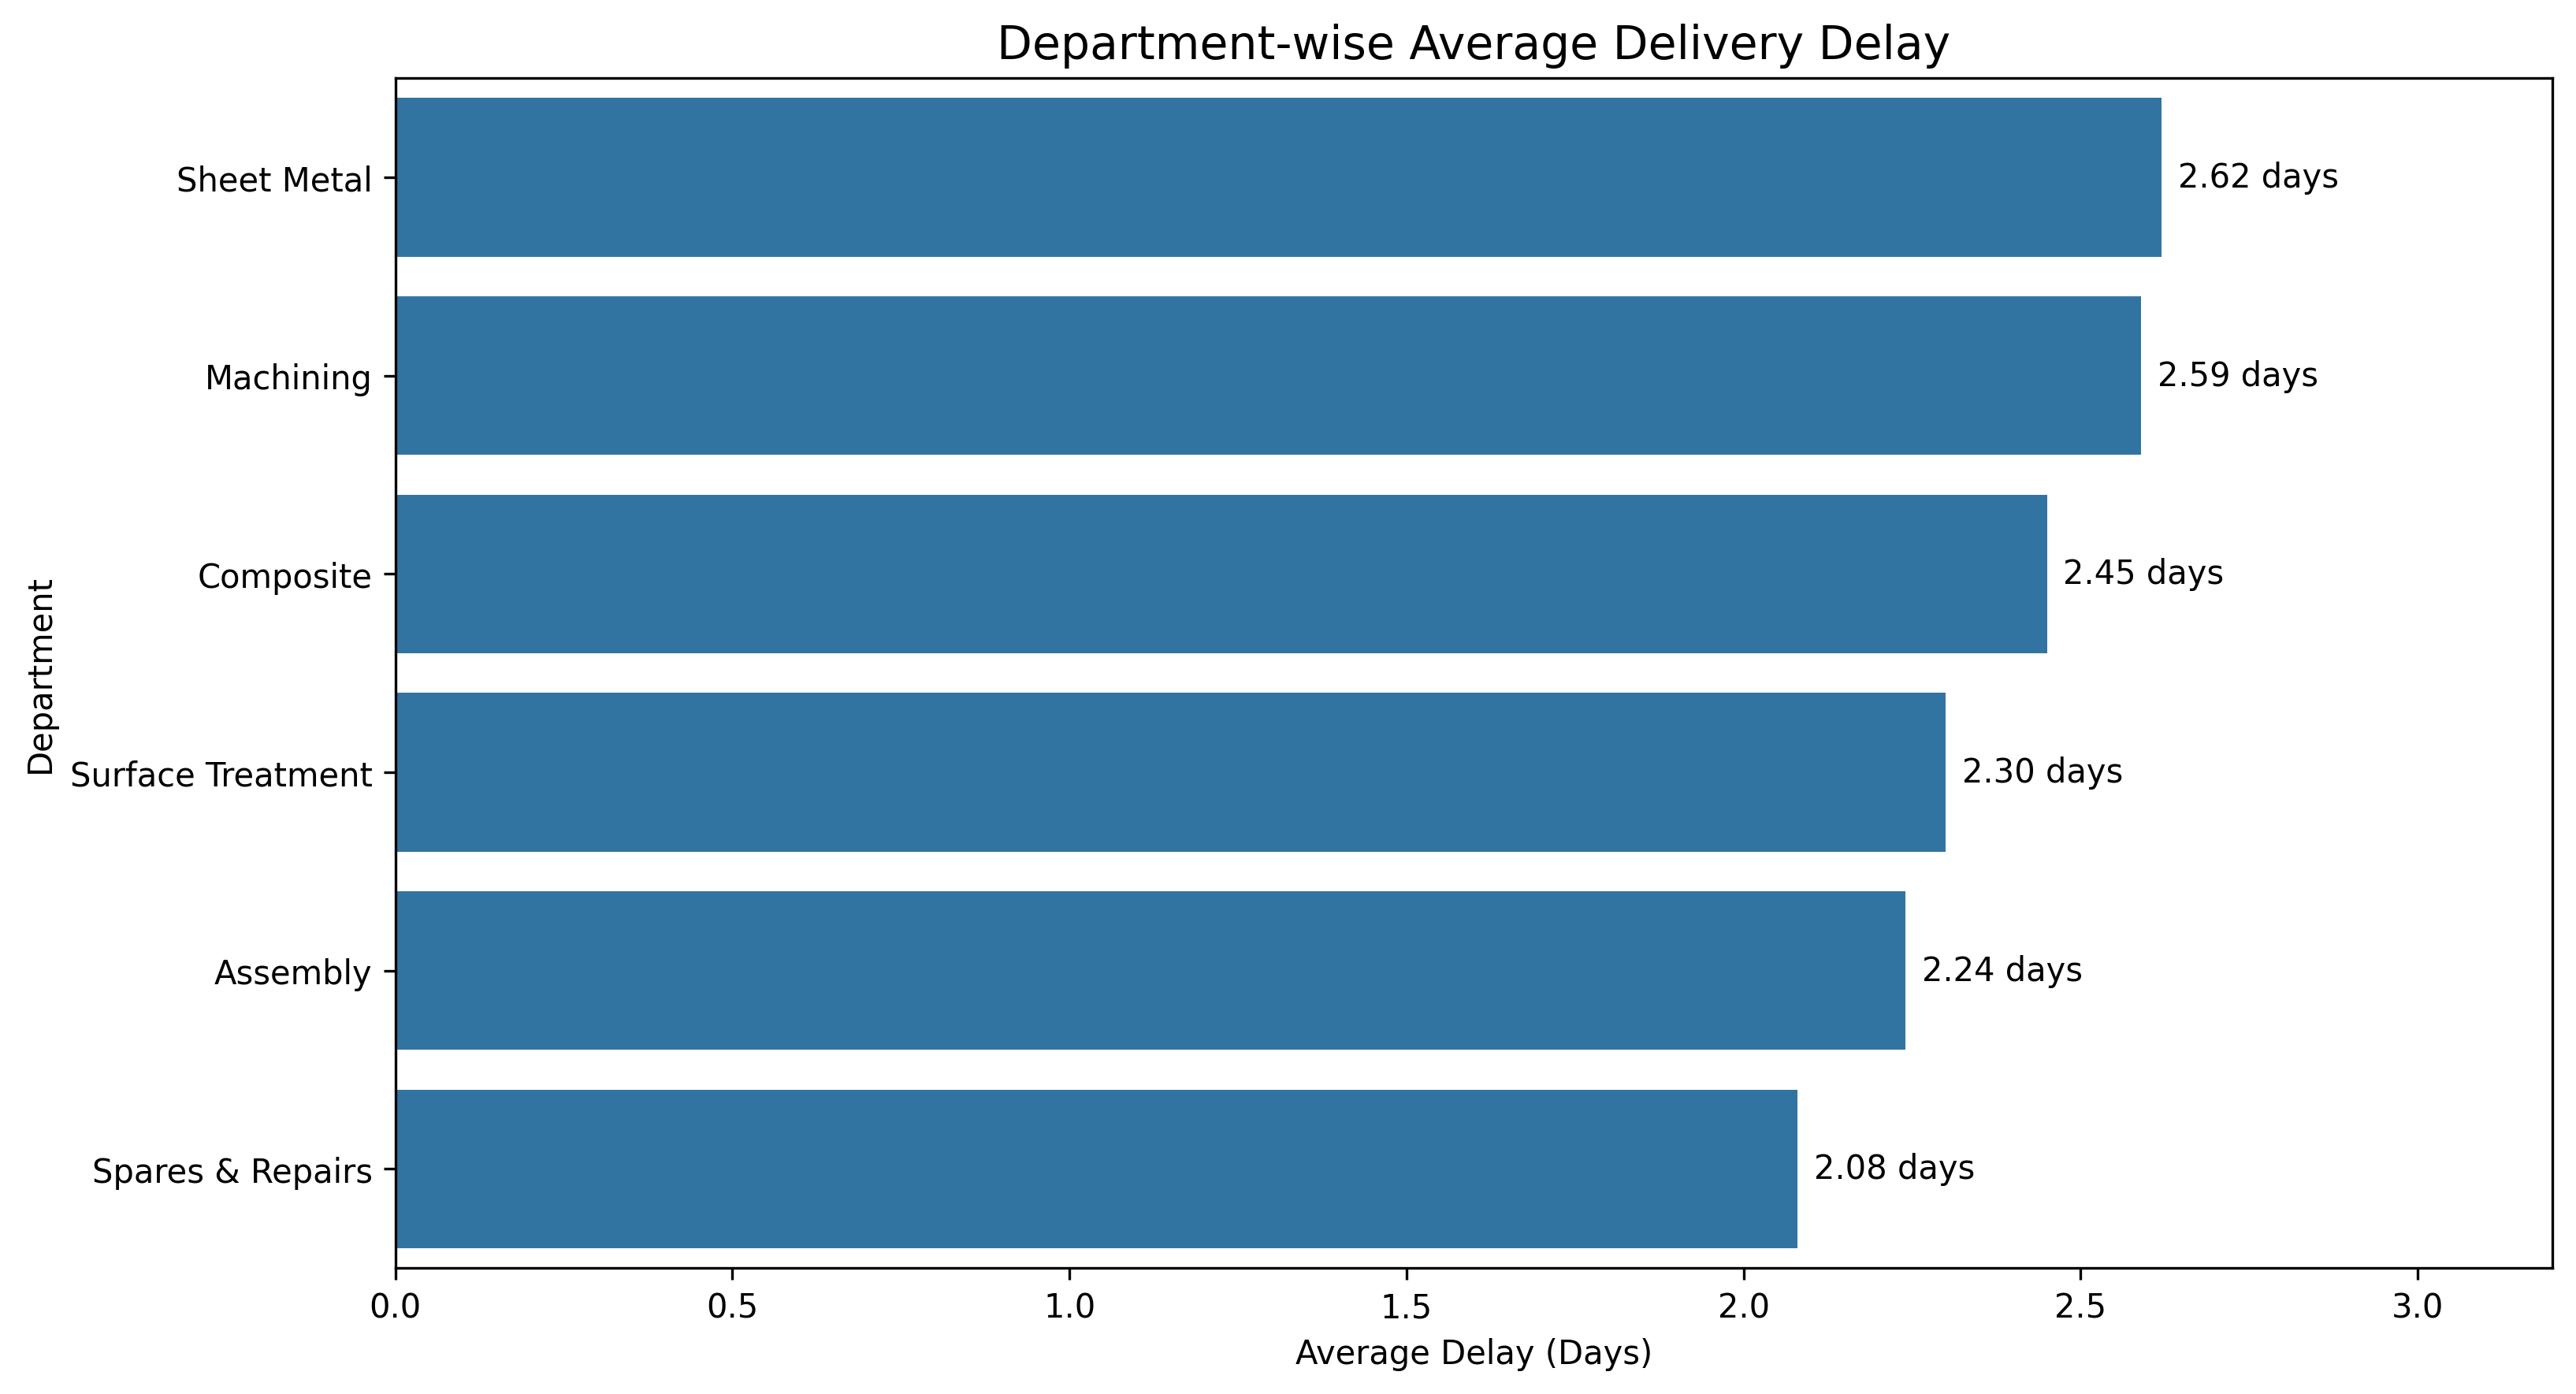 Department-wise Average Delivery Delay
Department
Sheet Metal
2.62 days
Machining
2.59 days
Composite
2.45 days
Surface Treatment
2.30 days
Assembly
2.24 days
Spares & Repairs
2.08 days
0.0 0.5 1.0 1.5 2.0 2.5 3.0
Average Delay (Days)